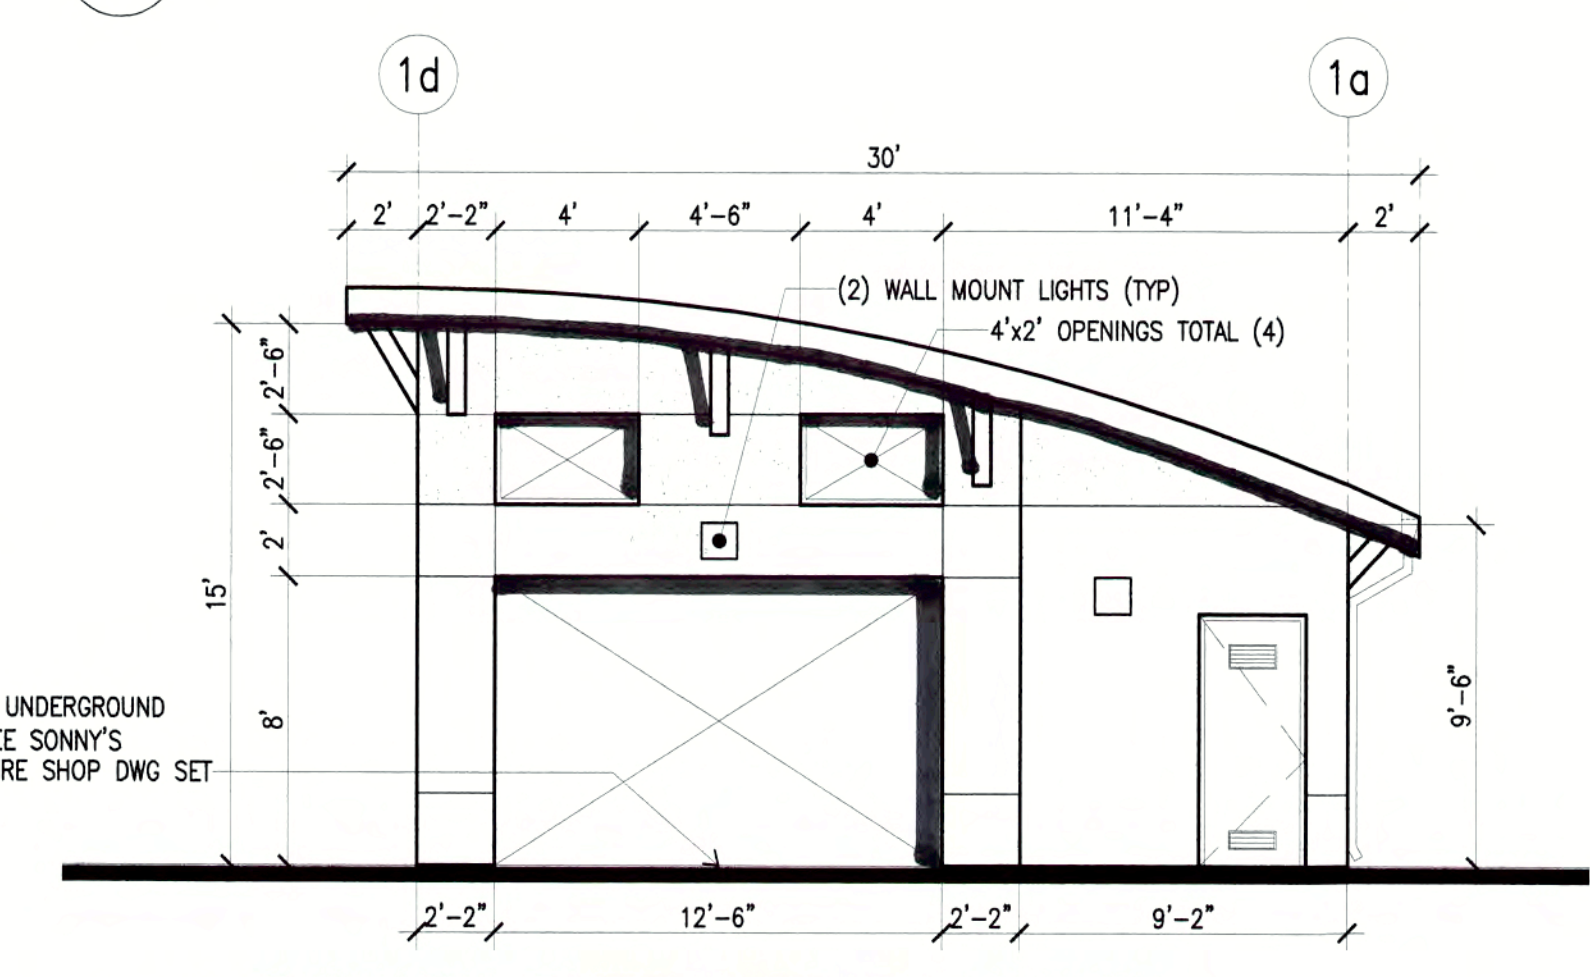 1d
1a
30'
2'
2'-2"
4'
4'-6"
4'
11'-4"
2'
(2) WALL MOUNT LIGHTS (TYP)
4'x2' OPENINGS TOTAL (4)
2'-6"
2'-6"
2'
15'
8'
9'-6"
UNDERGROUND
SONNY'S
SHOP DWG SET
2'-2"
12'-6"
2'-2"
9'-2"